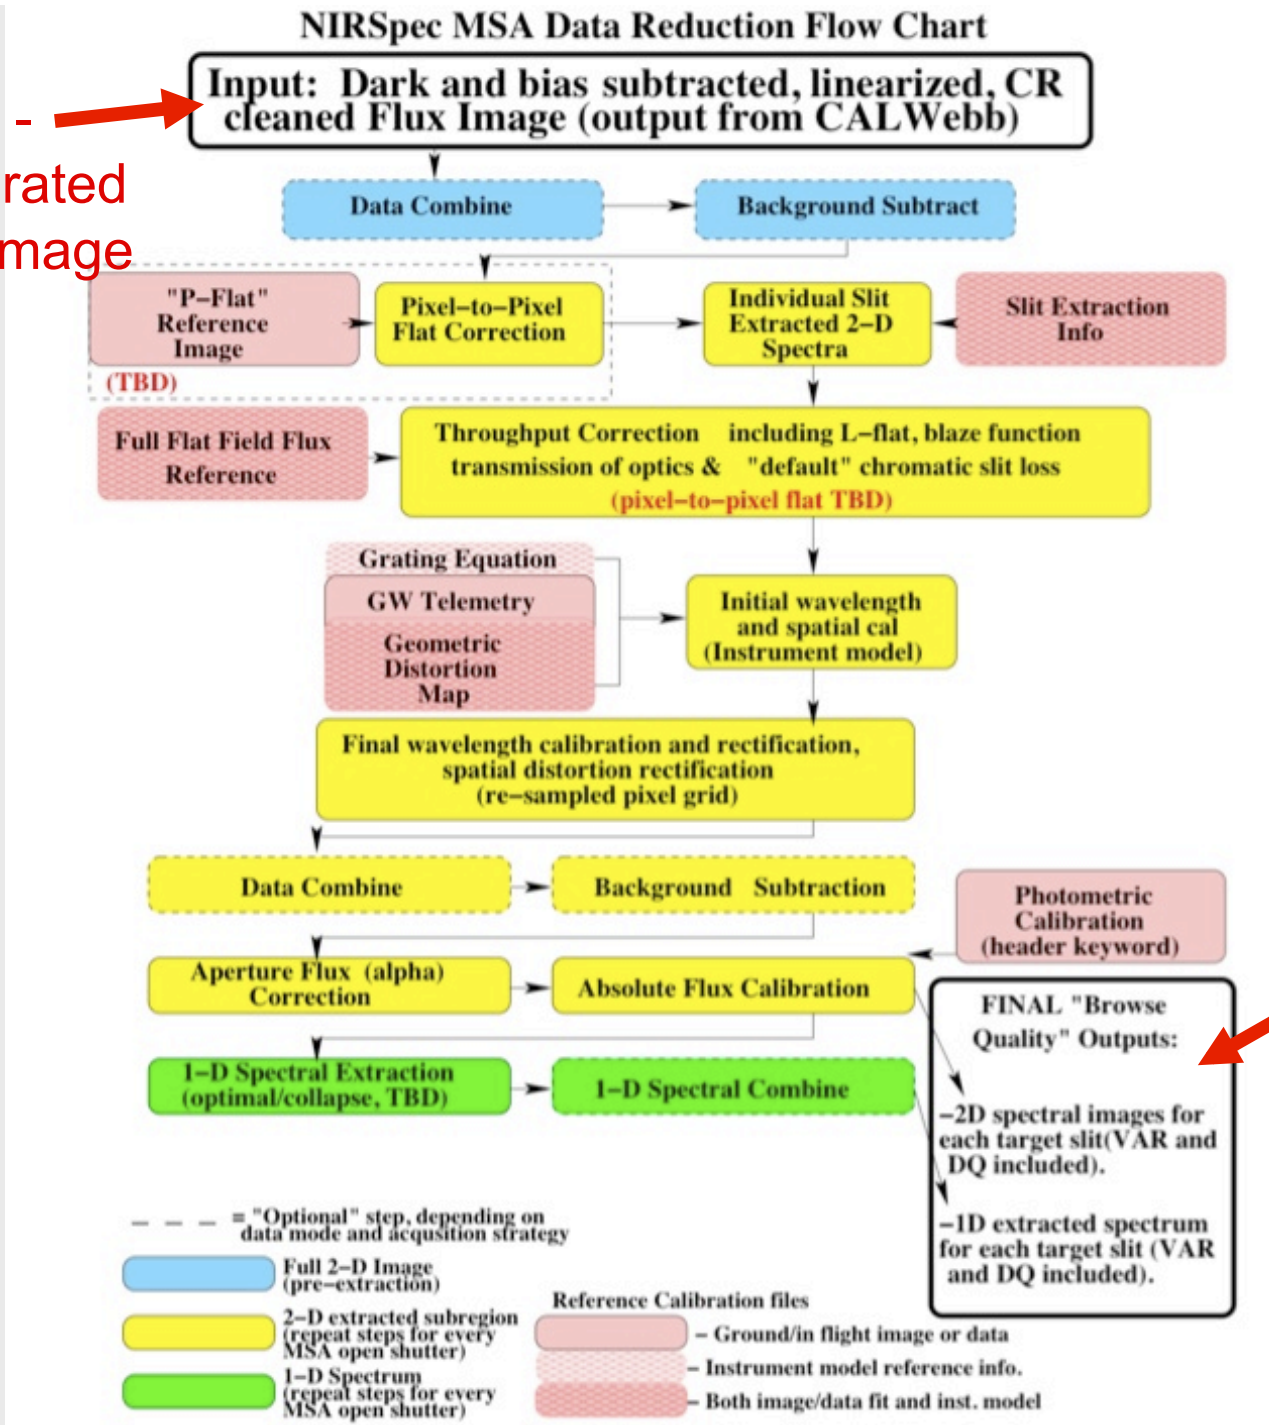 NIRSpec MSA Data Reduction Flow Chart
Input: Dark and bias subtracted, linearized, CR
cleaned Flux Image (output from CALWebb)
-
rated
mage
Data Combine
Background Subtract
"P-Flat"
Reference
Image
(TBD)
Pixel-to-Pixel
Flat Correction
Individual Slit
Extracted 2-D
Spectra
Slit Extraction
Info
Full Flat Field Flux
Reference
Throughput Correction including L-flat, blaze function
transmission of optics & "default" chromatic slit loss
(pixel-to-pixel flat TBD)
Grating Equation
GW Telemetry
Geometric
Distortion
Map
Initial wavelength
and spatial cal
(Instrument model)
Final wavelength calibration and rectification,
spatial distortion rectification
(re-sampled pixel grid)
Data Combine
Background Subtraction
Photometric
Calibration
(header keyword)
Aperture Flux (alpha)
Correction
Absolute Flux Calibration
1-D Spectral Extraction
(optimal/collapse, TBD)
1-D Spectral Combine
FINAL "Browse
Quality" Outputs:
-2D spectral images for
each target slit(VAR and
DQ included).
-1D extracted spectrum
for each target slit (VAR
and DQ included).
= "Optional" step, depending on
data mode and acqusition strategy
Full 2-D Image
(pre-extraction)
2-D extracted subregion
(repeat steps for every
MSA open shutter)
1-D Spectrum
(repeat steps for every
MSA open shutter)
Reference Calibration files
- Ground/in flight image or data
- Instrument model reference info.
- Both image/data fit and inst. model